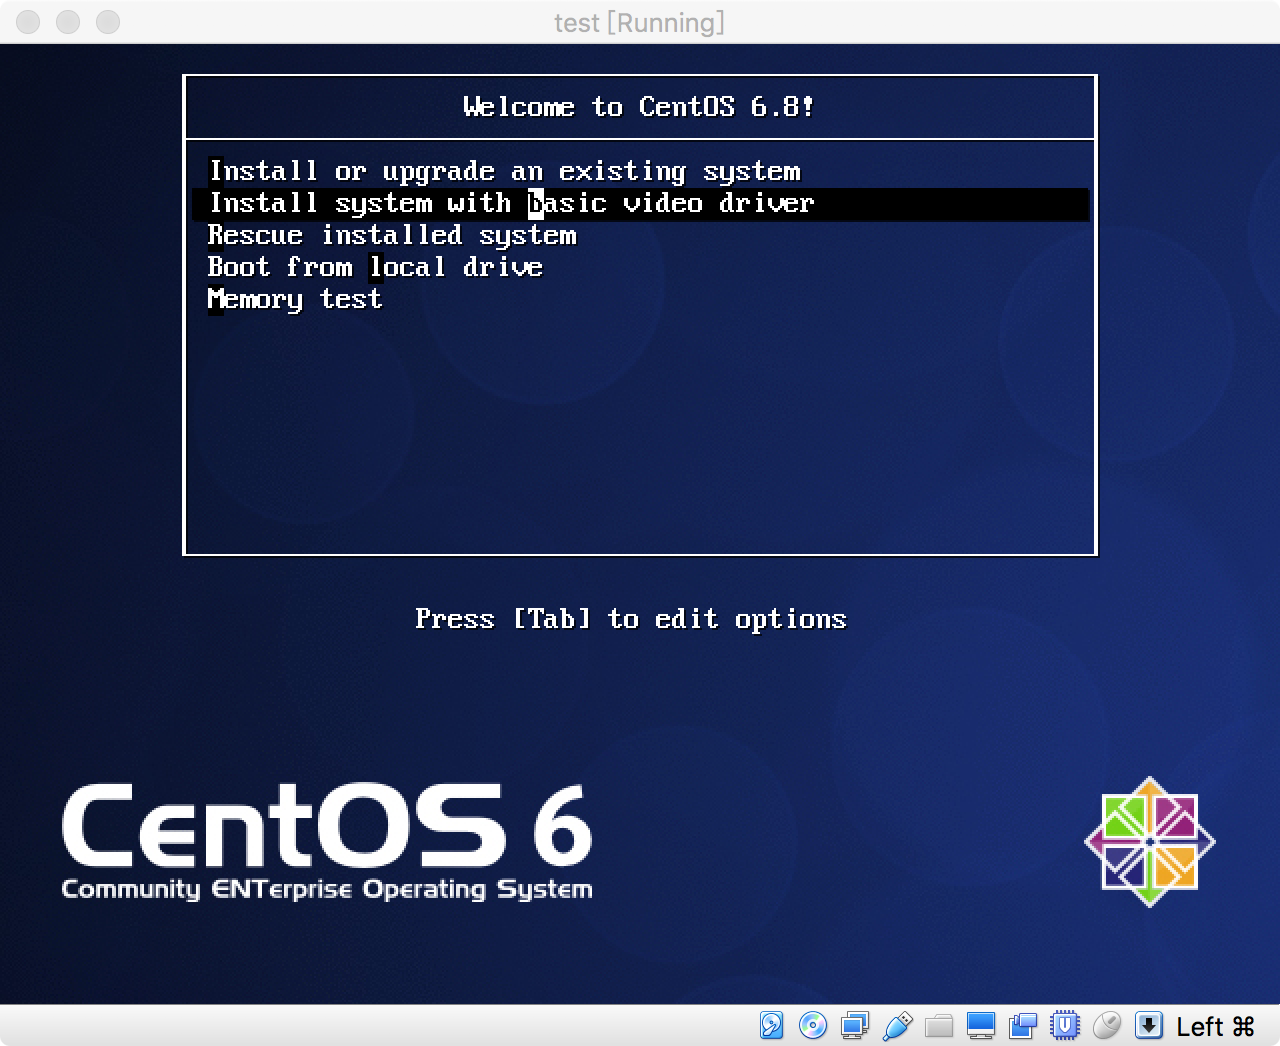 test [Running]
Welcome to CentOS 6.8!
Install or upgrade an existing system
Install system with basic video driver
Rescue installed system
Boot from local drive
Memory test
Press [Tab] to edit options
CentOS 6
Community ENTerprise Operating System
Left ⌘